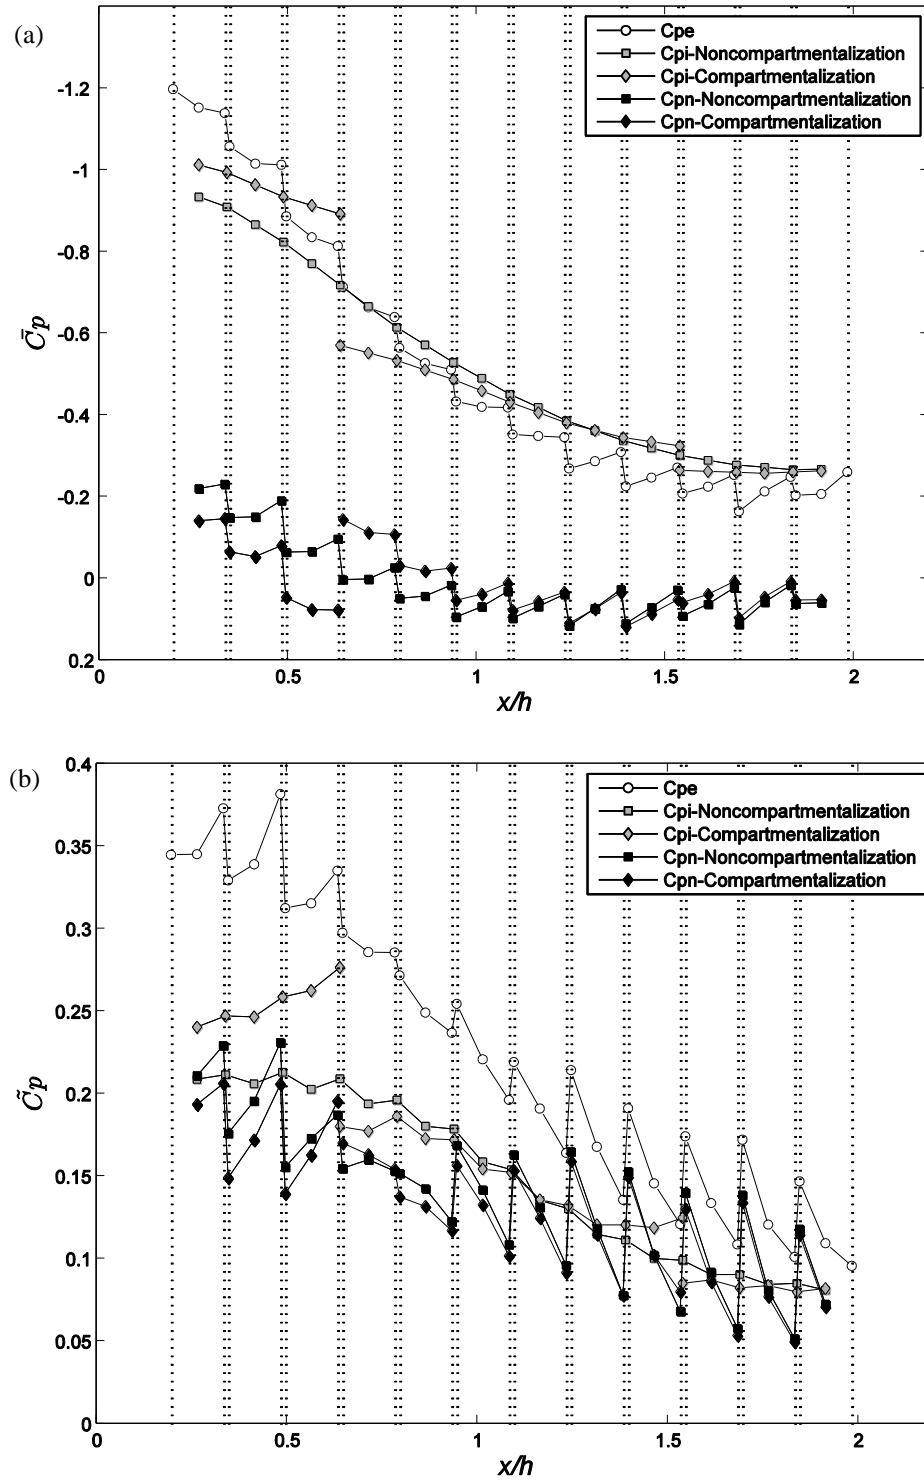 (a)
Cpe
Cpi-Noncompartmentalization
Cpi-Compartmentalization
Cpn-Noncompartmentalization
Cpn-Compartmentalization
-1.2
-1
-0.8
-0.6
-0.4
-0.2
0
0.2
C̄p
0
0.5
1
1.5
2
x/h
(b)
Cpe
Cpi-Noncompartmentalization
Cpi-Compartmentalization
Cpn-Noncompartmentalization
Cpn-Compartmentalization
0.4
0.35
0.3
0.25
0.2
0.15
0.1
0.05
0
C̃p
0
0.5
1
1.5
2
x/h